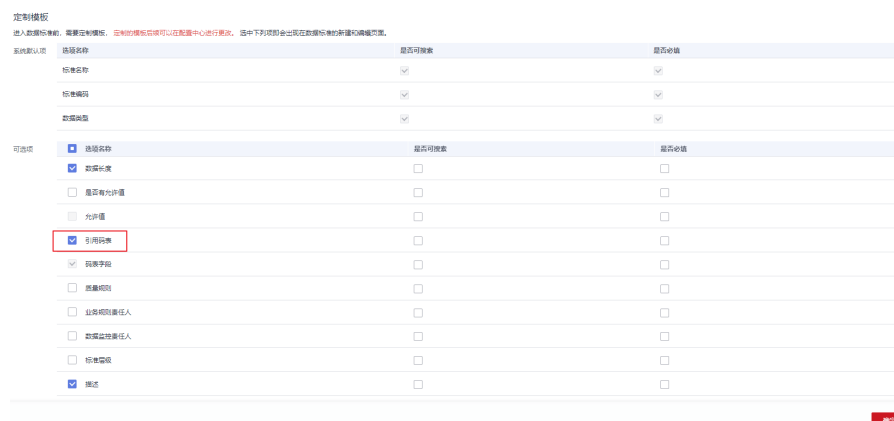 定制模板
进入数据标准前，需要定制模板， 定制的模板后续可以在配置中心进行更改。 选中下列项即会出现在数据标准的新建和编辑页面。
系统默认项 选项名称 是否可搜索 是否必填
标准名称
标准编码
数据类型
可选项 选项名称 是否可搜索 是否必填
数据长度
是否有允许值
允许值
引用码表
码表字段
质量规则
业务规则责任人
数据监控责任人
标准层级
描述